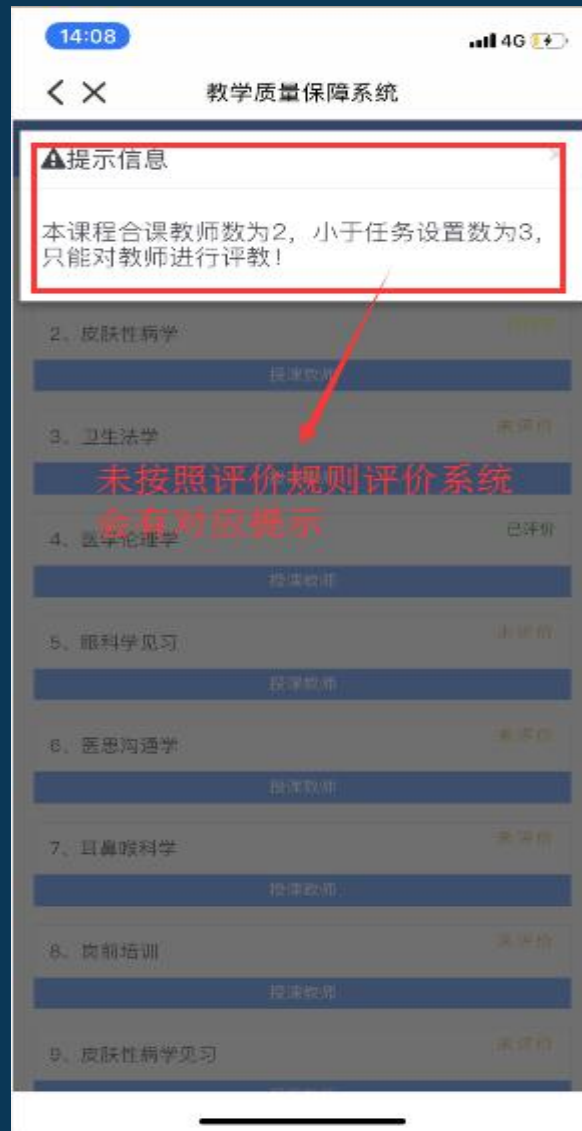 14:08
4G
教学质量保障系统
提示信息
本课程合课教师数为2，小于任务设置数为3，
只能对教师进行评教！
2、皮肤性病学
授课教师
3、卫生法学
未评价
未按照评价规则评价系统
会有对应提示
4、医学伦理学
已评价
授课教师
5、眼科学见习
未评价
授课教师
6、医患沟通学
未评价
授课教师
7、耳鼻喉科学
未评价
授课教师
8、岗前培训
未评价
授课教师
9、皮肤性病学见习
未评价